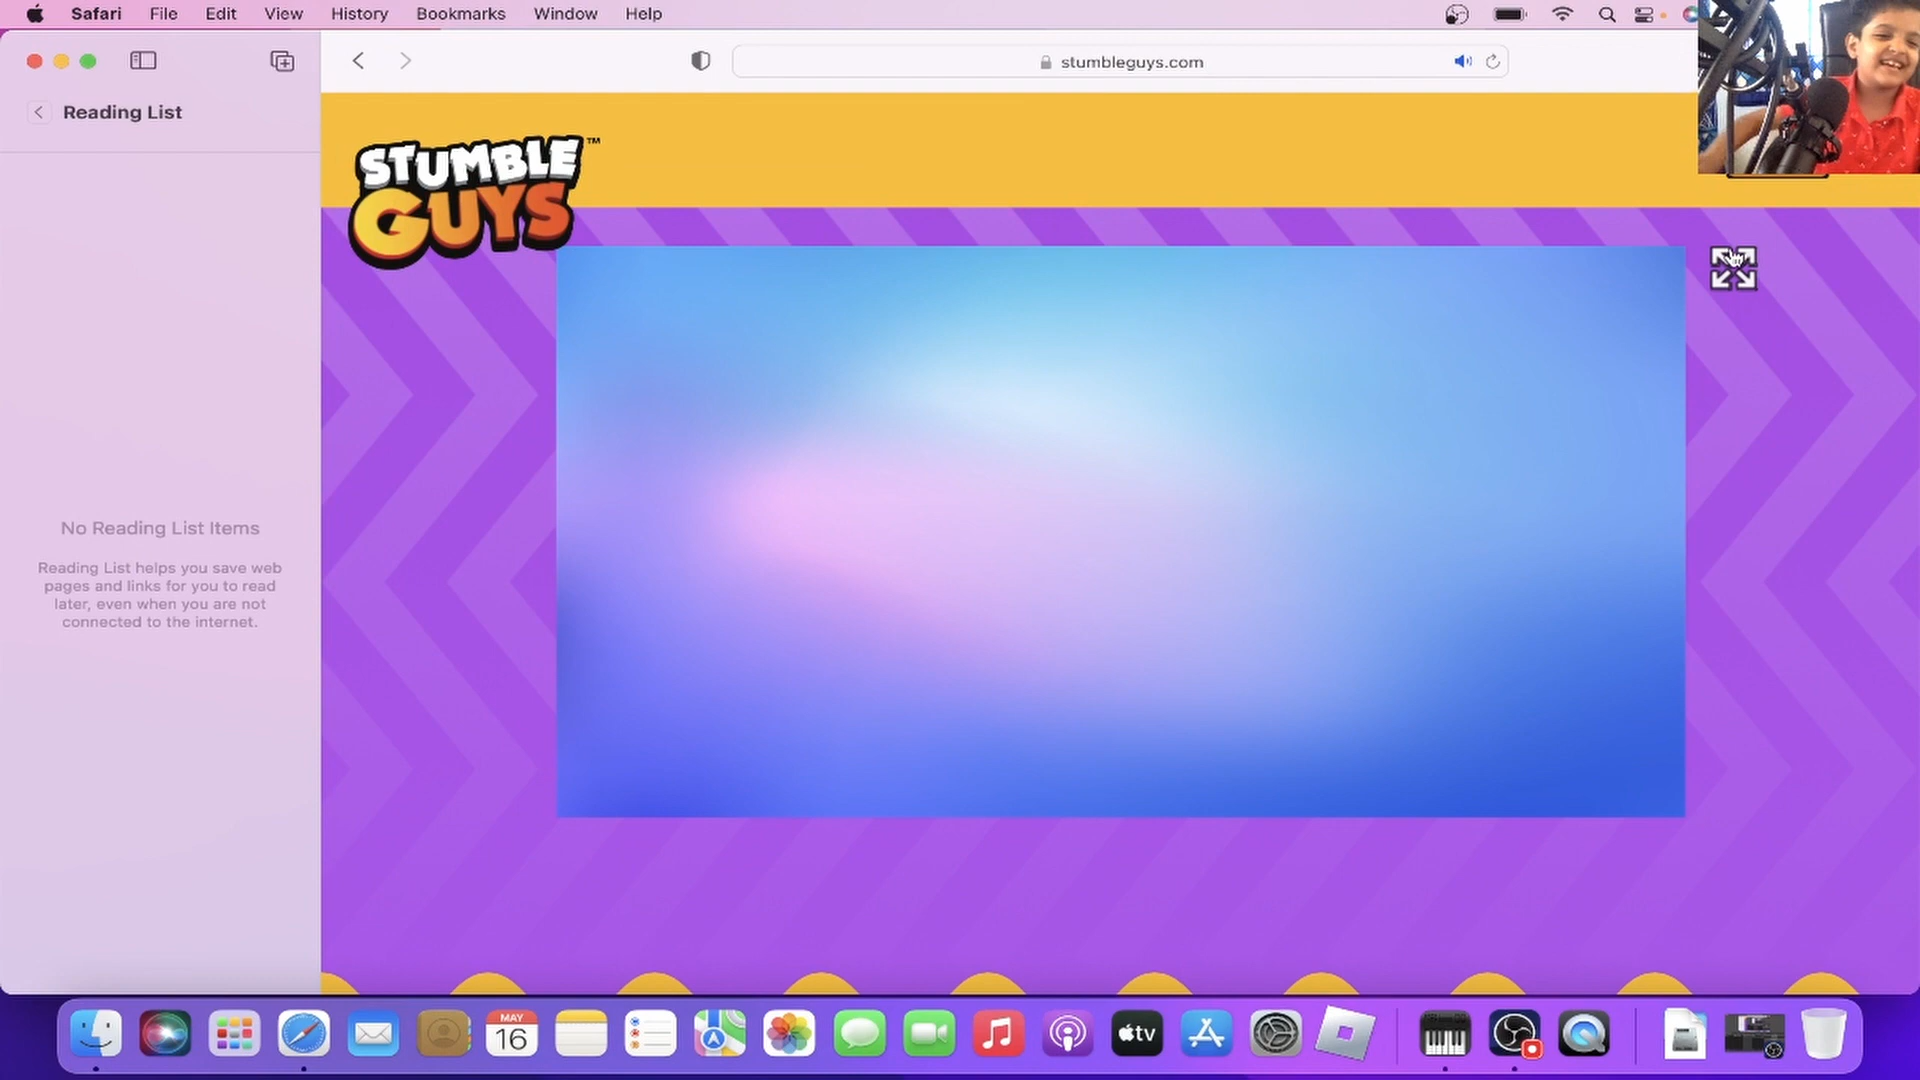 Safari File Edit View History Bookmarks Window Help
stumbleguys.com
Reading List
STUMBLE
GUYS
™
No Reading List Items
Reading List helps you save web
pages and links for you to read
later, even when you are not
connected to the internet.
MAY
16
tv